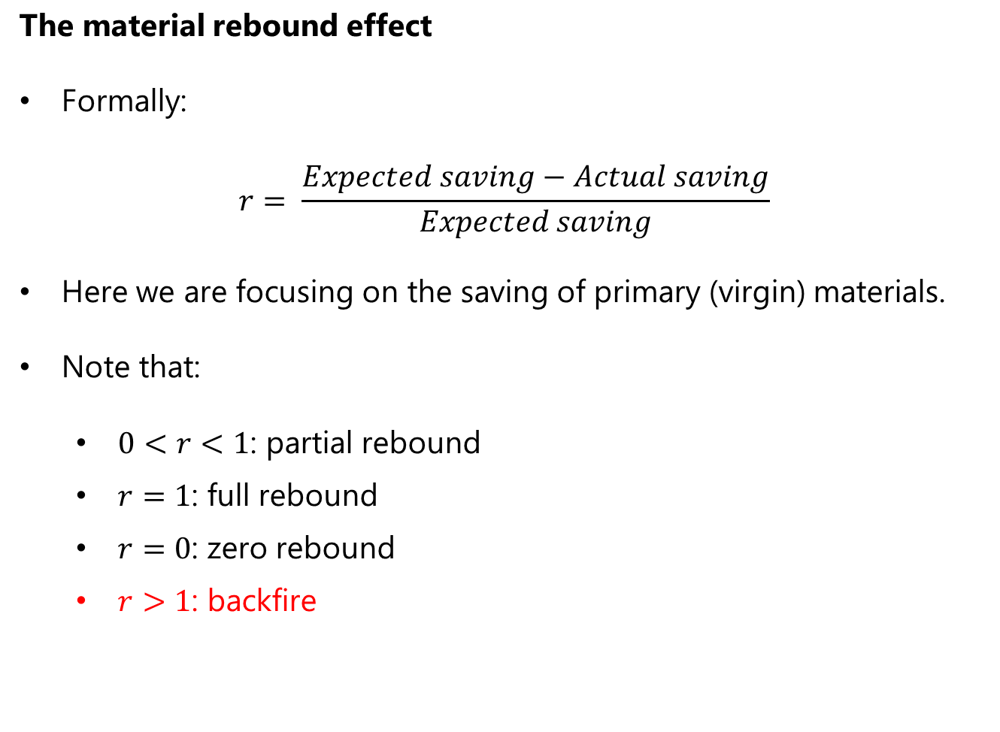 The material rebound effect
• Formally:
r = (Expected saving − Actual saving) / (Expected saving)
• Here we are focusing on the saving of primary (virgin) materials.
• Note that:
• 0 < r < 1: partial rebound
• r = 1: full rebound
• r = 0: zero rebound
• r > 1: backfire